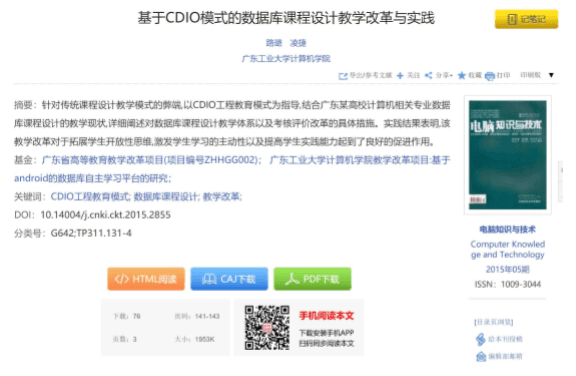 基于CDIO模式的数据库课程设计教学改革与实践
记笔记
路璐 凌捷
广东工业大学计算机学院
导出/参考文献 关注 分享 收藏 打印 印刷版
摘要：针对传统课程设计教学模式的弊端,以CDIO工程教育模式为指导,结合广东某高校计算机相关专业数
据库课程设计的教学现状,详细阐述对数据库课程设计教学体系以及考核评价改革的具体措施。实践结果表明,该
教学改革对于拓展学生开放性思维,激发学生学习的主动性以及提高学生实践能力起到了良好的促进作用。
基金：广东省高等教育教学改革项目(项目编号ZHHGG002)； 广东工业大学计算机学院教学改革项目:基于
android的数据库自主学习平台的研究;
关键词：CDIO工程教育模式; 数据库课程设计; 教学改革;
DOI：10.14004/j.cnki.ckt.2015.2855
分类号：G642;TP311.131-4
电脑知识与技术
电脑知识与技术
Computer Knowled
ge and Technology
2015年05期
ISSN：1009-3044
HTML阅读 CAJ下载 PDF下载
下载：76 页码：141-143
页数：3 大小：1953K
手机阅读本文
下载安装手机APP
扫码同步阅读本文
[目录页浏览]
给本刊投稿
编辑部邮箱